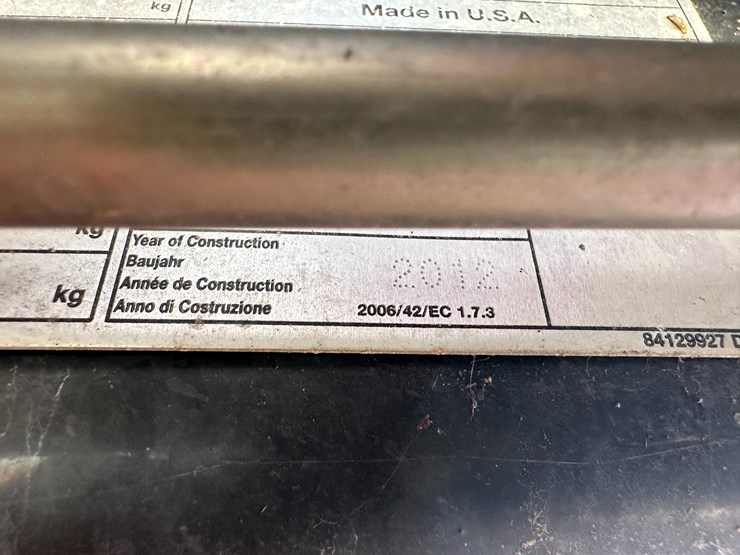 kg
Made in U.S.A.
kg
Year of Construction
Baujahr
2012
Année de Construction
kg
Anno di Costruzione
2006/42/EC 1.7.3
84129927 D